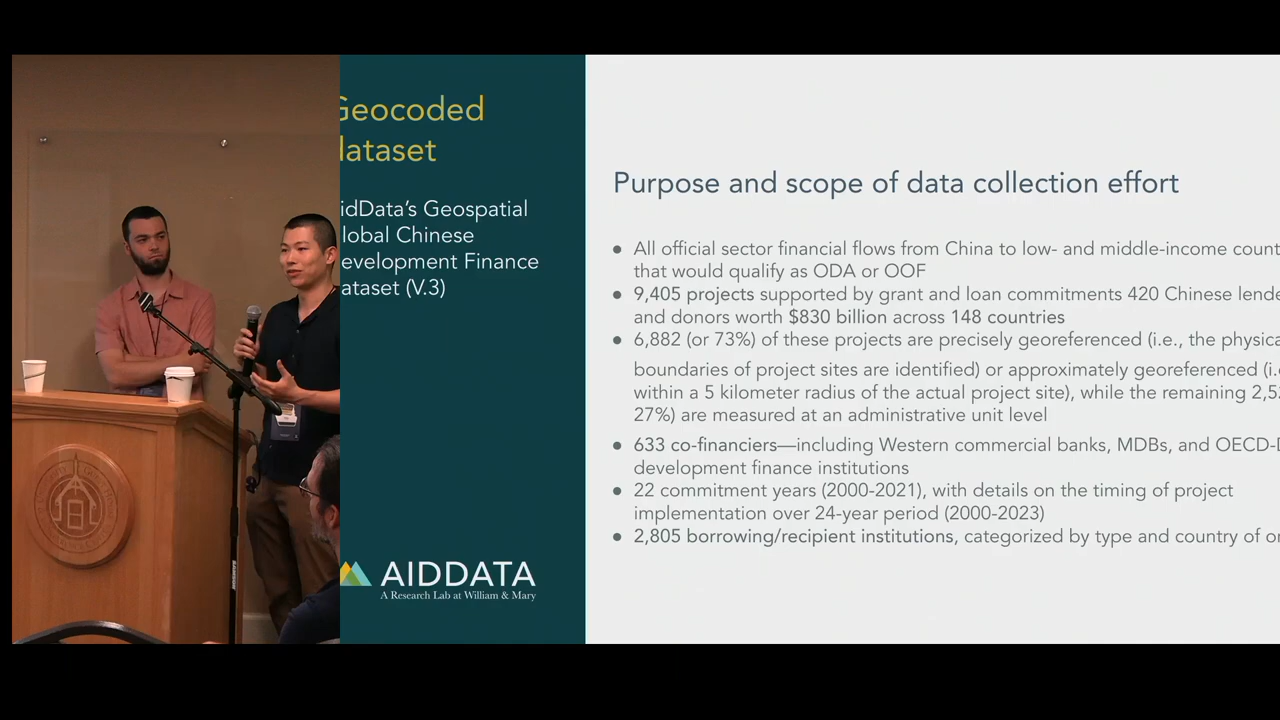 Geocoded
dataset
AidData's Geospatial
Global Chinese
Development Finance
Dataset (V.3)
AIDDATA
A Research Lab at William & Mary
Purpose and scope of data collection effort
● All official sector financial flows from China to low- and middle-income count
that would qualify as ODA or OOF
● 9,405 projects supported by grant and loan commitments 420 Chinese lende
and donors worth $830 billion across 148 countries
● 6,882 (or 73%) of these projects are precisely georeferenced (i.e., the physica
boundaries of project sites are identified) or approximately georeferenced (i.e
within a 5 kilometer radius of the actual project site), while the remaining 2,5
27%) are measured at an administrative unit level
● 633 co-financiers—including Western commercial banks, MDBs, and OECD-D
development finance institutions
● 22 commitment years (2000-2021), with details on the timing of project
implementation over 24-year period (2000-2023)
● 2,805 borrowing/recipient institutions, categorized by type and country of or